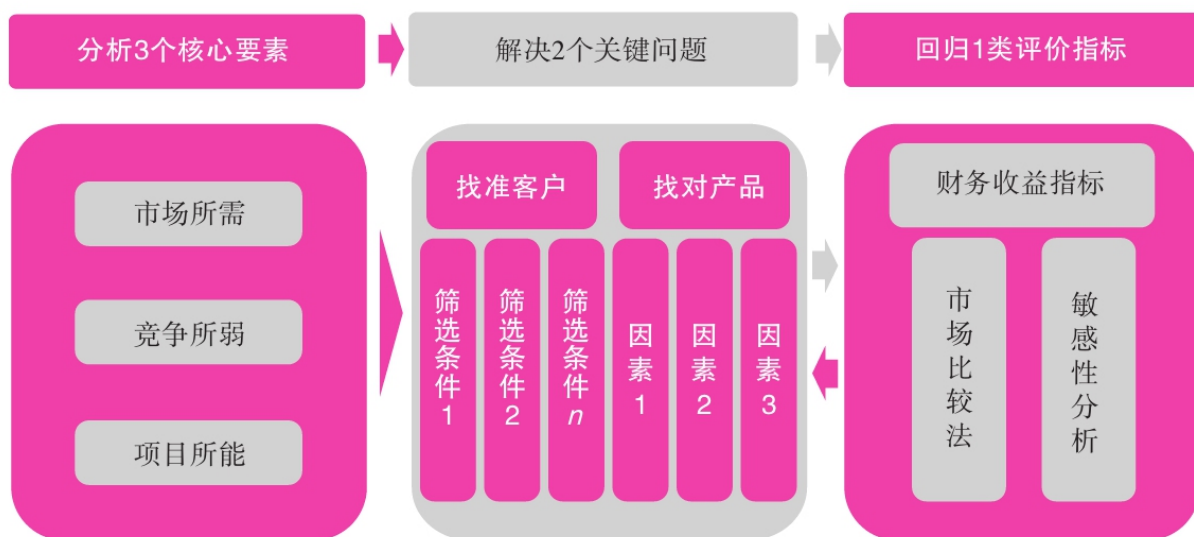 分析3个核心要素
解决2个关键问题
回归1类评价指标
市场所需
竞争所弱
项目所能
找准客户
找对产品
筛选条件1
筛选条件2
筛选条件n
因素1
因素2
因素3
财务收益指标
市场比较法
敏感性分析